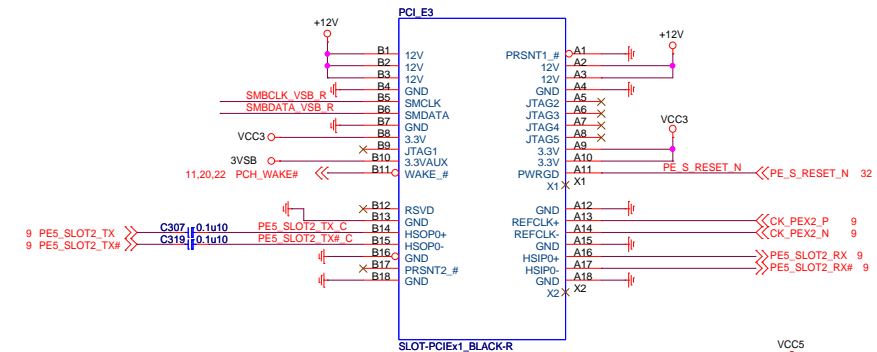 PCI_E3
+12V
+12V
B1 12V PRSNT1_# A1
B2 12V 12V A2
B3 12V 12V A3
B4 GND GND A4
SMBCLK_VSB_R B5 SMCLK JTAG2 A5
SMBDATA_VSB_R B6 SMDATA JTAG3 A6
B7 GND JTAG4 A7
VCC3 B8 3.3V JTAG5 A8 VCC3
B9 JTAG1 3.3V A9
3VSB B10 3.3VAUX 3.3V A10
11,20,22 PCH_WAKE# B11 WAKE_# PWRGD A11 PE_S_RESET_N PE_S_RESET_N 32
X1 X1
B12 RSVD GND A12
B13 GND REFCLK+ A13 CK_PEX2_P 9
9 PE5_SLOT2_TX C307 0.1u10 PE5_SLOT2_TX_C B14 HSOP0+ REFCLK- A14 CK_PEX2_N 9
9 PE5_SLOT2_TX# C319 0.1u10 PE5_SLOT2_TX#_C B15 HSOP0- GND A15
B16 GND HSIP0+ A16 PE5_SLOT2_RX 9
B17 PRSNT2_# HSIP0- A17 PE5_SLOT2_RX# 9
B18 GND GND A18
X2 X2
SLOT-PCIEx1_BLACK-R
VCC5